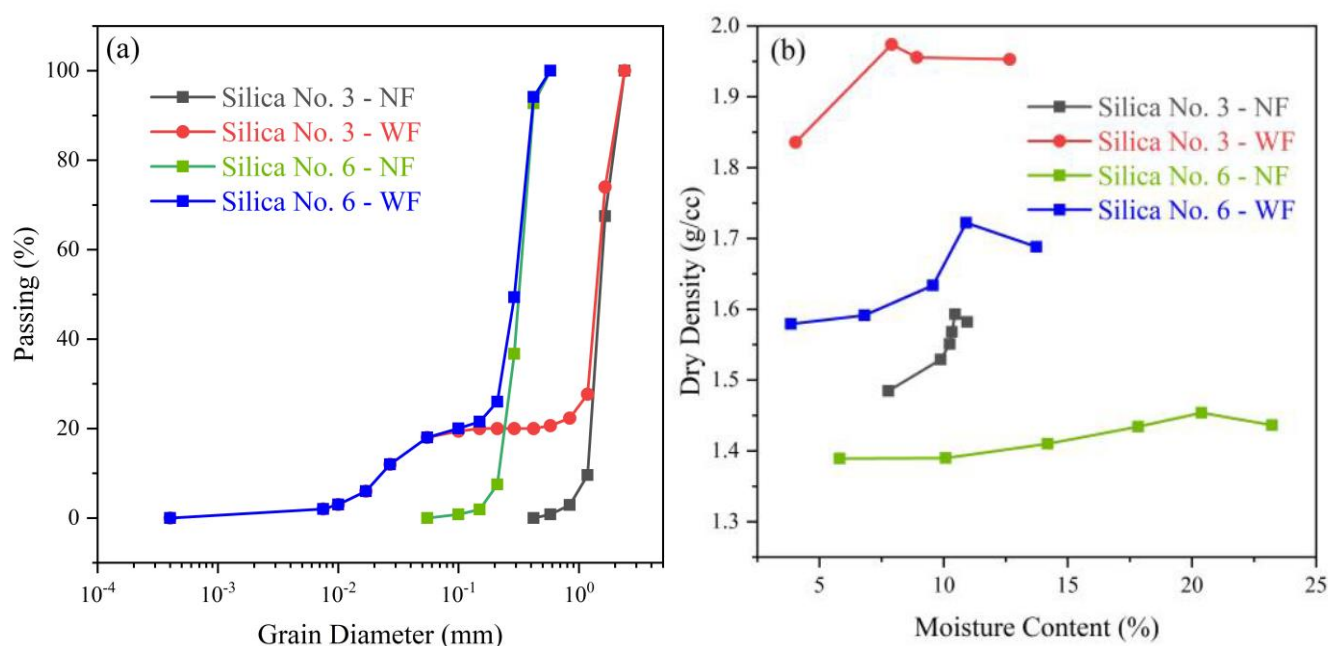 (a)
Silica No. 3 - NF
Silica No. 3 - WF
Silica No. 6 - NF
Silica No. 6 - WF
Passing (%)
100
80
60
40
20
0
10⁻⁴
10⁻³
10⁻²
10⁻¹
10⁰
Grain Diameter (mm)
(b)
Silica No. 3 - NF
Silica No. 3 - WF
Silica No. 6 - NF
Silica No. 6 - WF
Dry Density (g/cc)
2.0
1.9
1.8
1.7
1.6
1.5
1.4
1.3
5
10
15
20
25
Moisture Content (%)